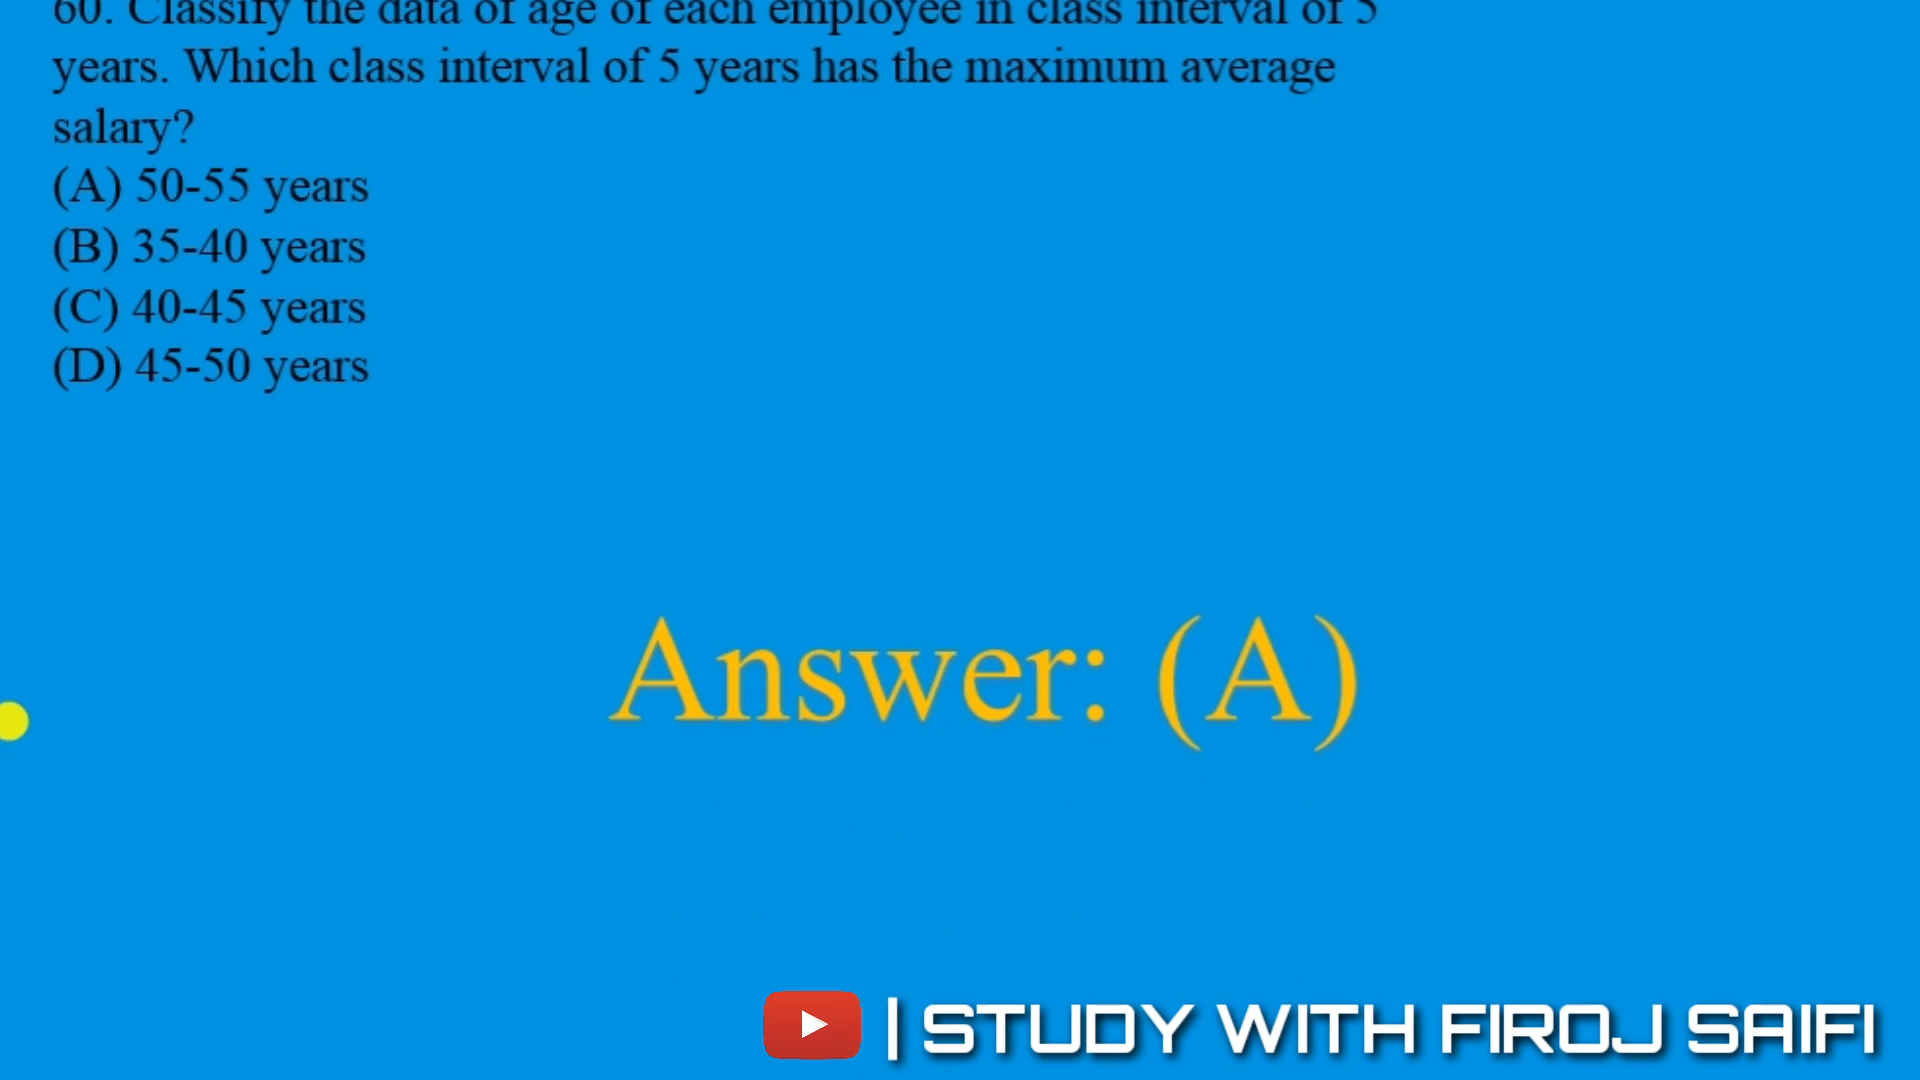 60. Classify the data of age of each employee in class interval of 5
years. Which class interval of 5 years has the maximum average
salary?
(A) 50-55 years
(B) 35-40 years
(C) 40-45 years
(D) 45-50 years
Answer: (A)
| STUDY WITH FIROJ SAIFI